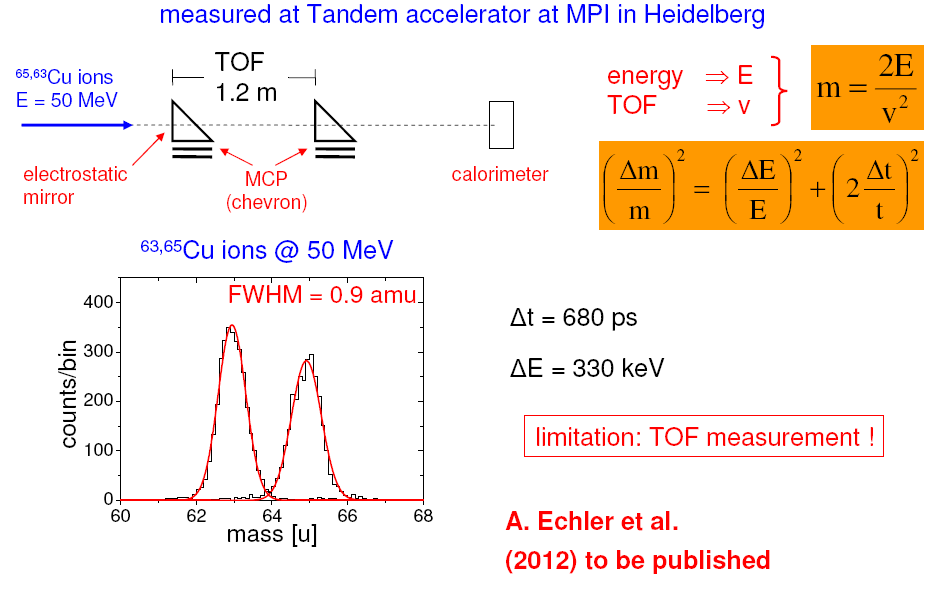 measured at Tandem accelerator at MPI in Heidelberg
TOF
1.2 m
⁶⁵,⁶³Cu ions
E = 50 MeV
electrostatic
mirror
MCP
(chevron)
calorimeter
energy ⇒ E
TOF ⇒ v
m = 2E / v²
(Δm / m)² = (ΔE / E)² + (2 Δt / t)²
⁶³,⁶⁵Cu ions @ 50 MeV
FWHM = 0.9 amu
counts/bin
400
300
200
100
0
60 62 64 66 68
mass [u]
Δt = 680 ps
ΔE = 330 keV
limitation: TOF measurement !
A. Echler et al.
(2012) to be published